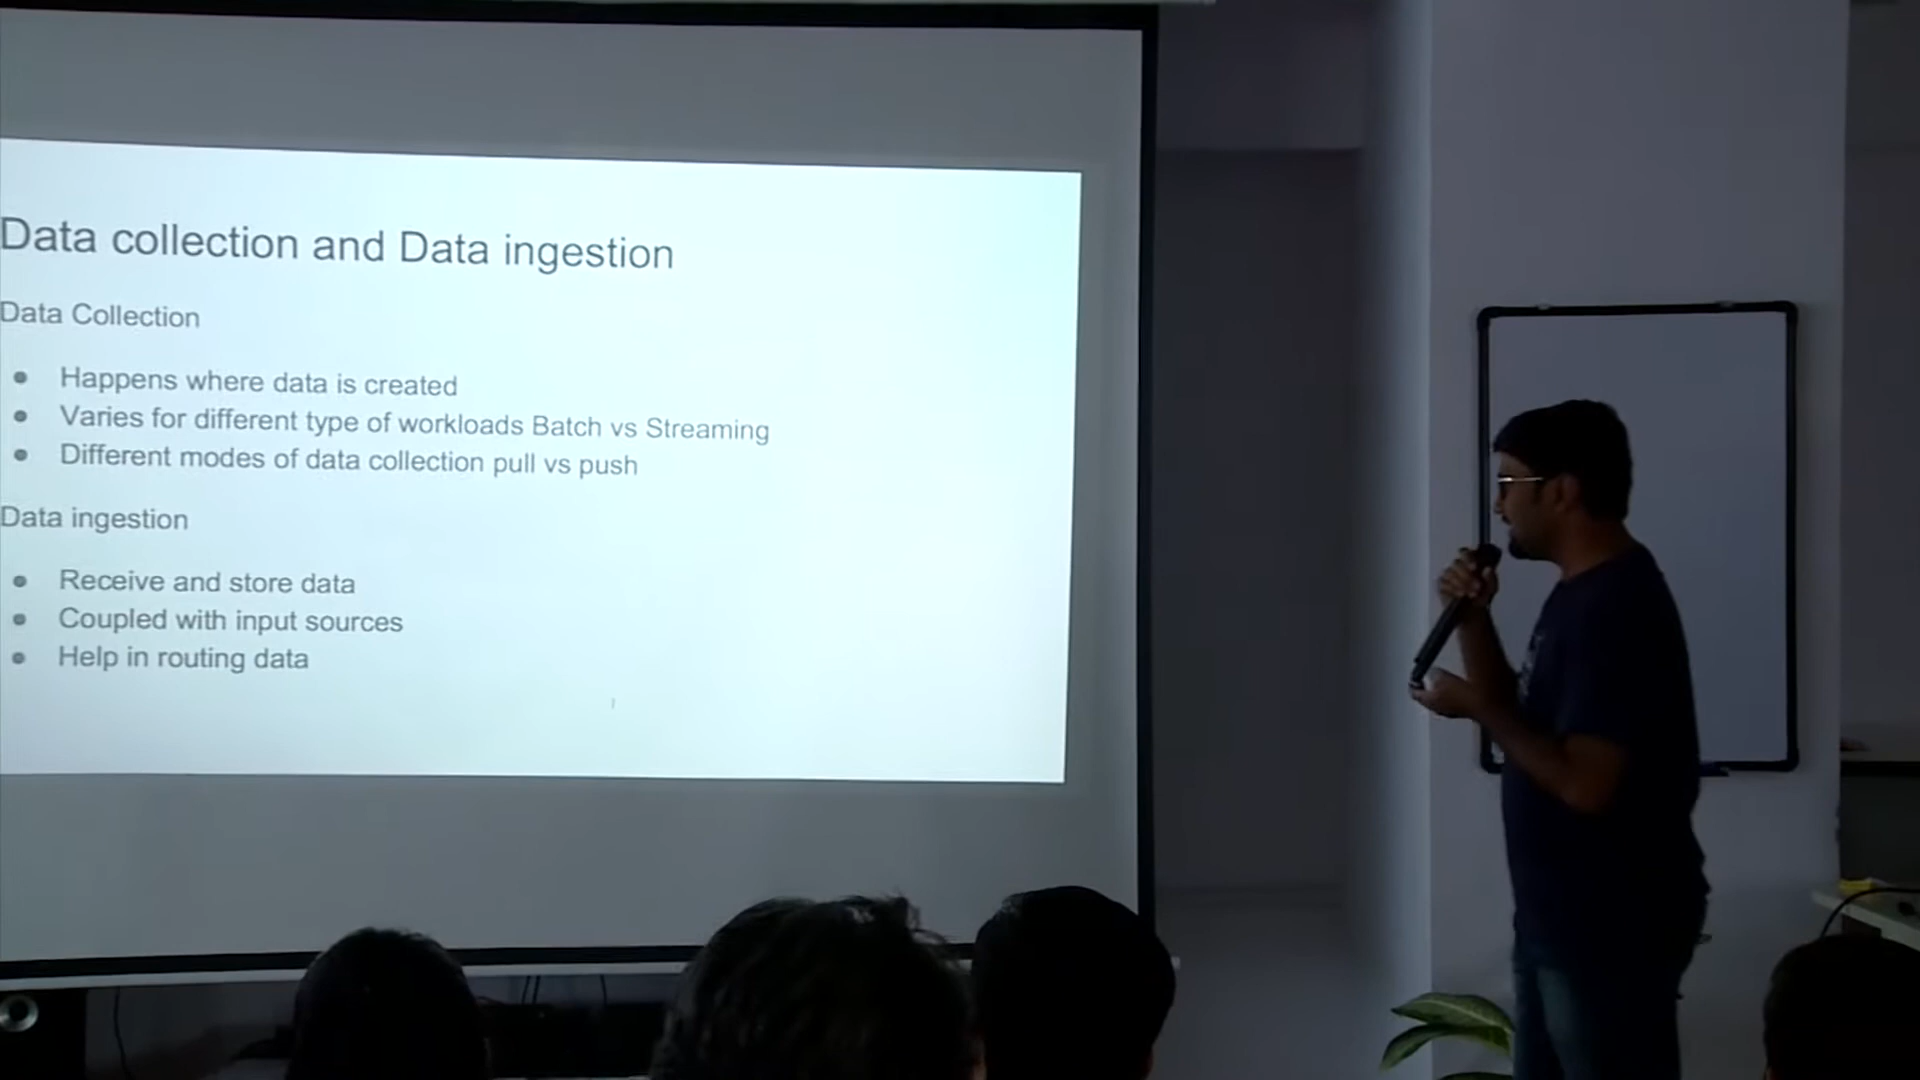 Data collection and Data ingestion
Data Collection
● Happens where data is created
● Varies for different type of workloads Batch vs Streaming
● Different modes of data collection pull vs push
Data ingestion
● Receive and store data
● Coupled with input sources
● Help in routing data